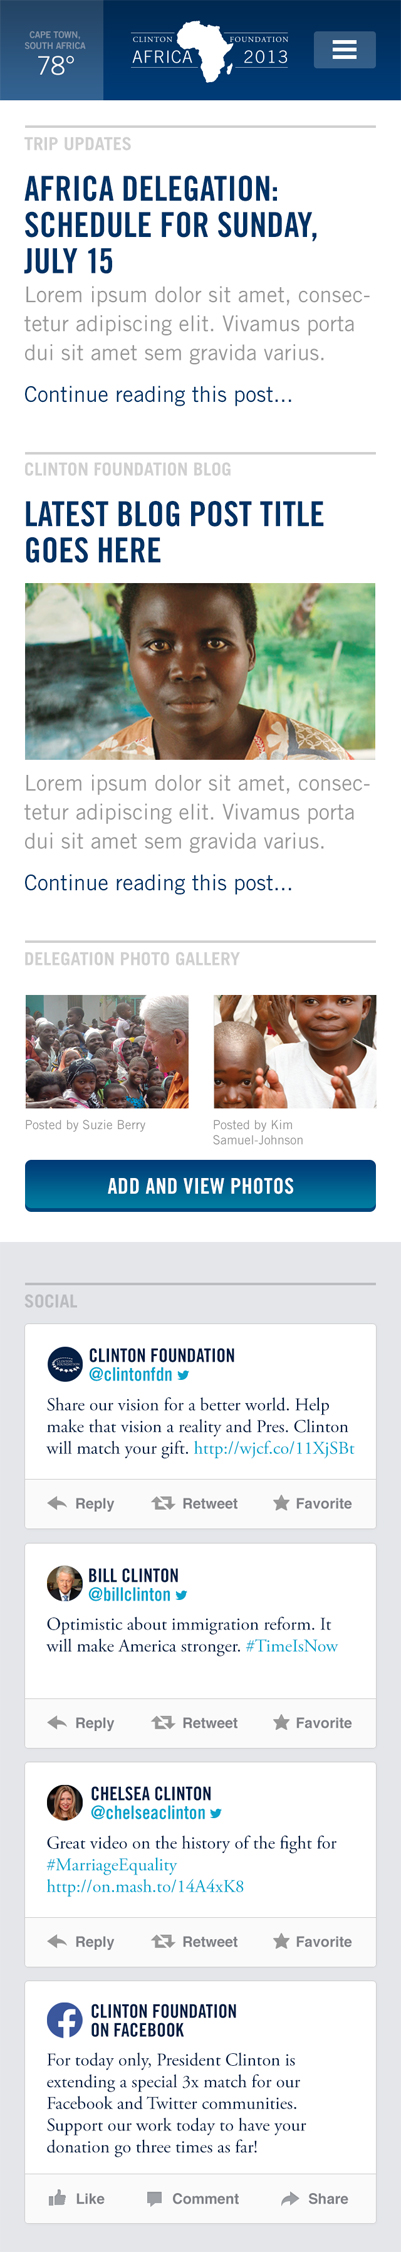 CAPE TOWN,
SOUTH AFRICA
78°
CLINTON FOUNDATION
AFRICA 2013
TRIP UPDATES
AFRICA DELEGATION:
SCHEDULE FOR SUNDAY,
JULY 15
Lorem ipsum dolor sit amet, consec-
tetur adipiscing elit. Vivamus porta
dui sit amet sem gravida varius.
Continue reading this post...
CLINTON FOUNDATION BLOG
LATEST BLOG POST TITLE
GOES HERE
Lorem ipsum dolor sit amet, consec-
tetur adipiscing elit. Vivamus porta
dui sit amet sem gravida varius.
Continue reading this post...
DELEGATION PHOTO GALLERY
Posted by Suzie Berry
Posted by Kim
Samuel-Johnson
ADD AND VIEW PHOTOS
SOCIAL
CLINTON FOUNDATION
@clintonfdn
Share our vision for a better world. Help
make that vision a reality and Pres. Clinton
will match your gift. http://wjcf.co/11XjSBt
Reply Retweet Favorite
BILL CLINTON
@billclinton
Optimistic about immigration reform. It
will make America stronger. #TimeIsNow
Reply Retweet Favorite
CHELSEA CLINTON
@chelseaclinton
Great video on the history of the fight for
#MarriageEquality
http://on.mash.to/14A4xK8
Reply Retweet Favorite
CLINTON FOUNDATION
ON FACEBOOK
For today only, President Clinton is
extending a special 3x match for our
Facebook and Twitter communities.
Support our work today to have your
donation go three times as far!
Like Comment Share